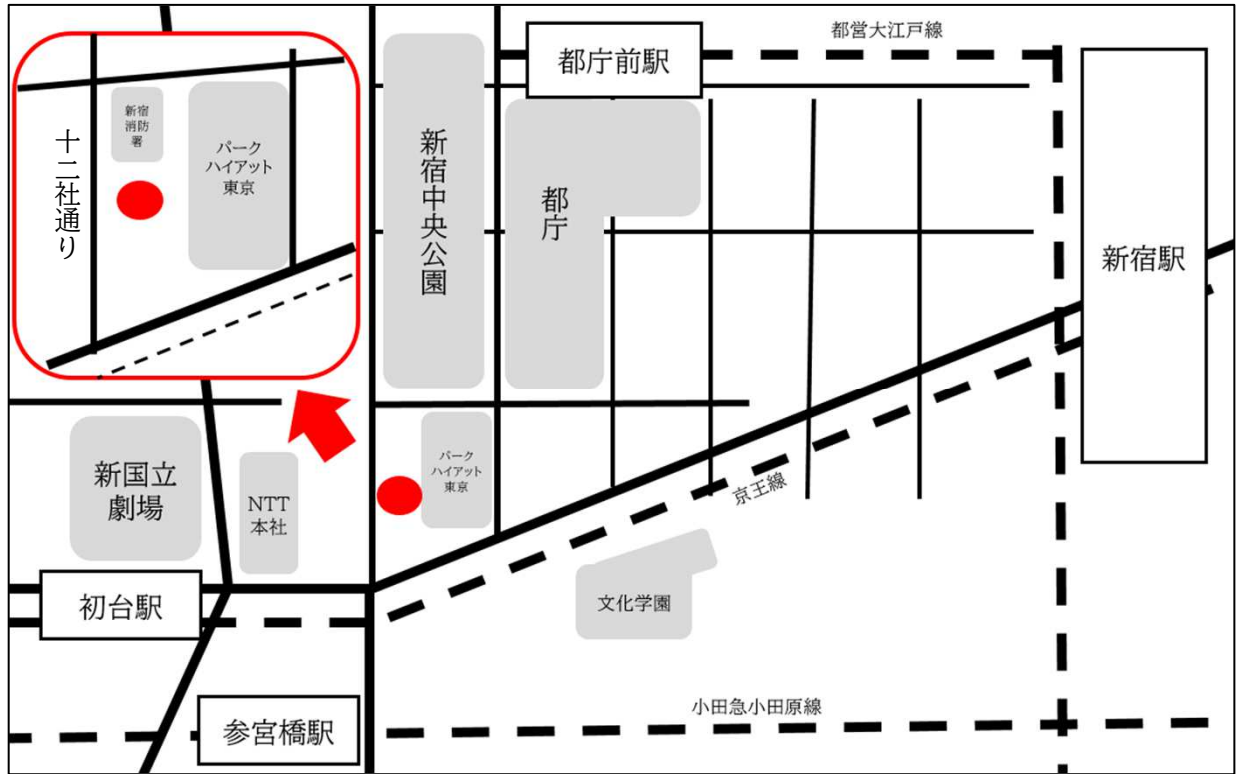 都営大江戸線
都庁前駅
新宿
消防
署
パーク
ハイアット
東京
十二社通り
新宿中央公園
都庁
新宿駅
新国立
劇場
NTT
本社
パーク
ハイアット
東京
京王線
初台駅
文化学園
参宮橋駅
小田急小田原線